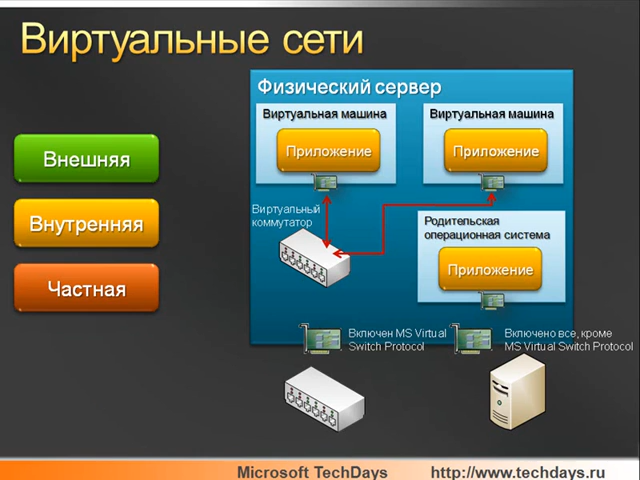 Виртуальные сети
Физический сервер
Виртуальная машина
Приложение
Виртуальная машина
Приложение
Внешняя
Внутренняя
Частная
Виртуальный
коммутатор
Родительская
операционная система
Приложение
Включен MS Virtual
Switch Protocol
Включено все, кроме
MS Virtual Switch Protocol
Microsoft TechDays
http://www.techdays.ru